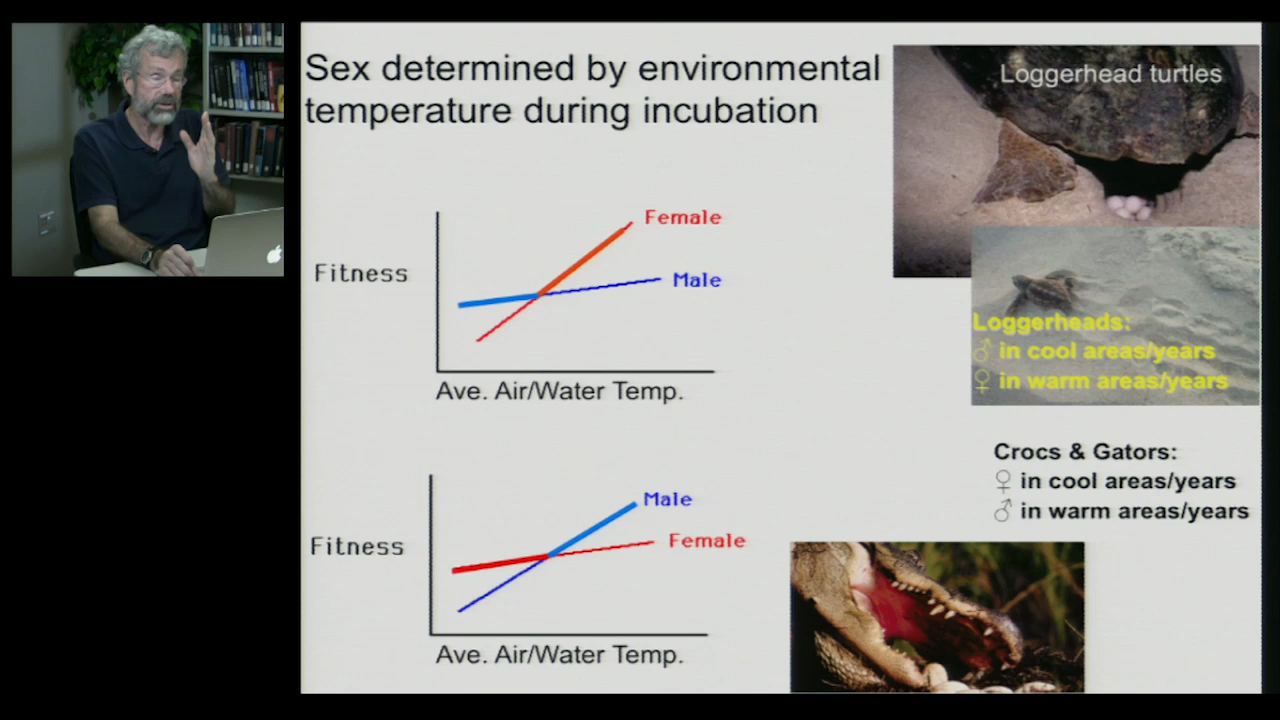 Sex determined by environmental
temperature during incubation
Loggerhead turtles
Female
Fitness
Male
Ave. Air/Water Temp.
Loggerheads:
♂ in cool areas/years
♀ in warm areas/years
Crocs & Gators:
♀ in cool areas/years
♂ in warm areas/years
Male
Fitness
Female
Ave. Air/Water Temp.